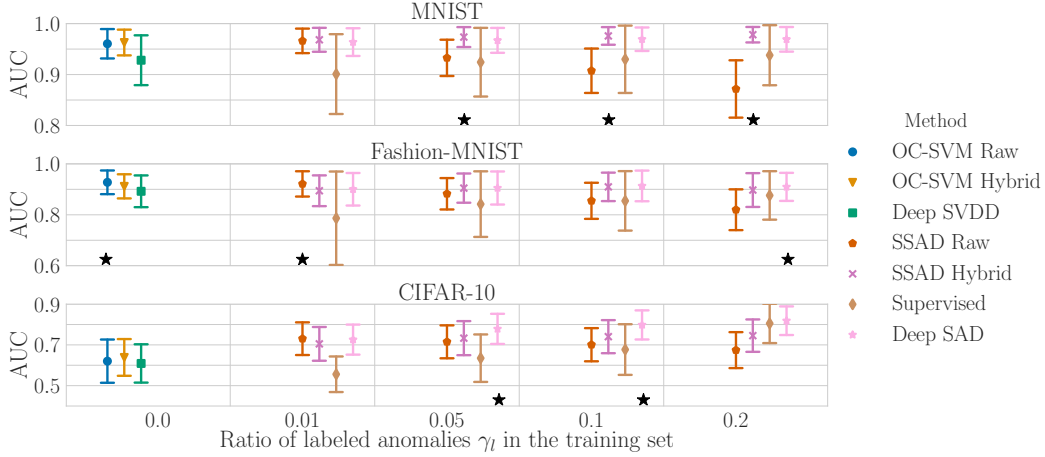 MNIST
1.0
0.9
0.8
AUC
Fashion-MNIST
1.0
0.8
0.6
AUC
CIFAR-10
0.9
0.7
0.5
AUC
0.0 0.01 0.05 0.1 0.2
Ratio of labeled anomalies γ_l in the training set
Method
OC-SVM Raw
OC-SVM Hybrid
Deep SVDD
SSAD Raw
SSAD Hybrid
Supervised
Deep SAD